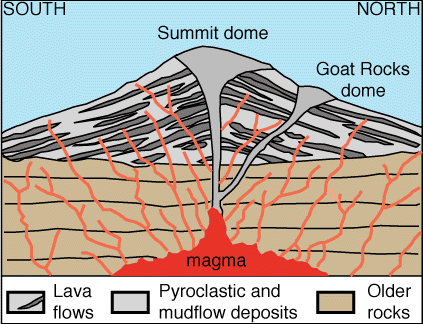 SOUTH NORTH
Summit dome
Goat Rocks
dome
magma
Lava
flows
Pyroclastic and
mudflow deposits
Older
rocks